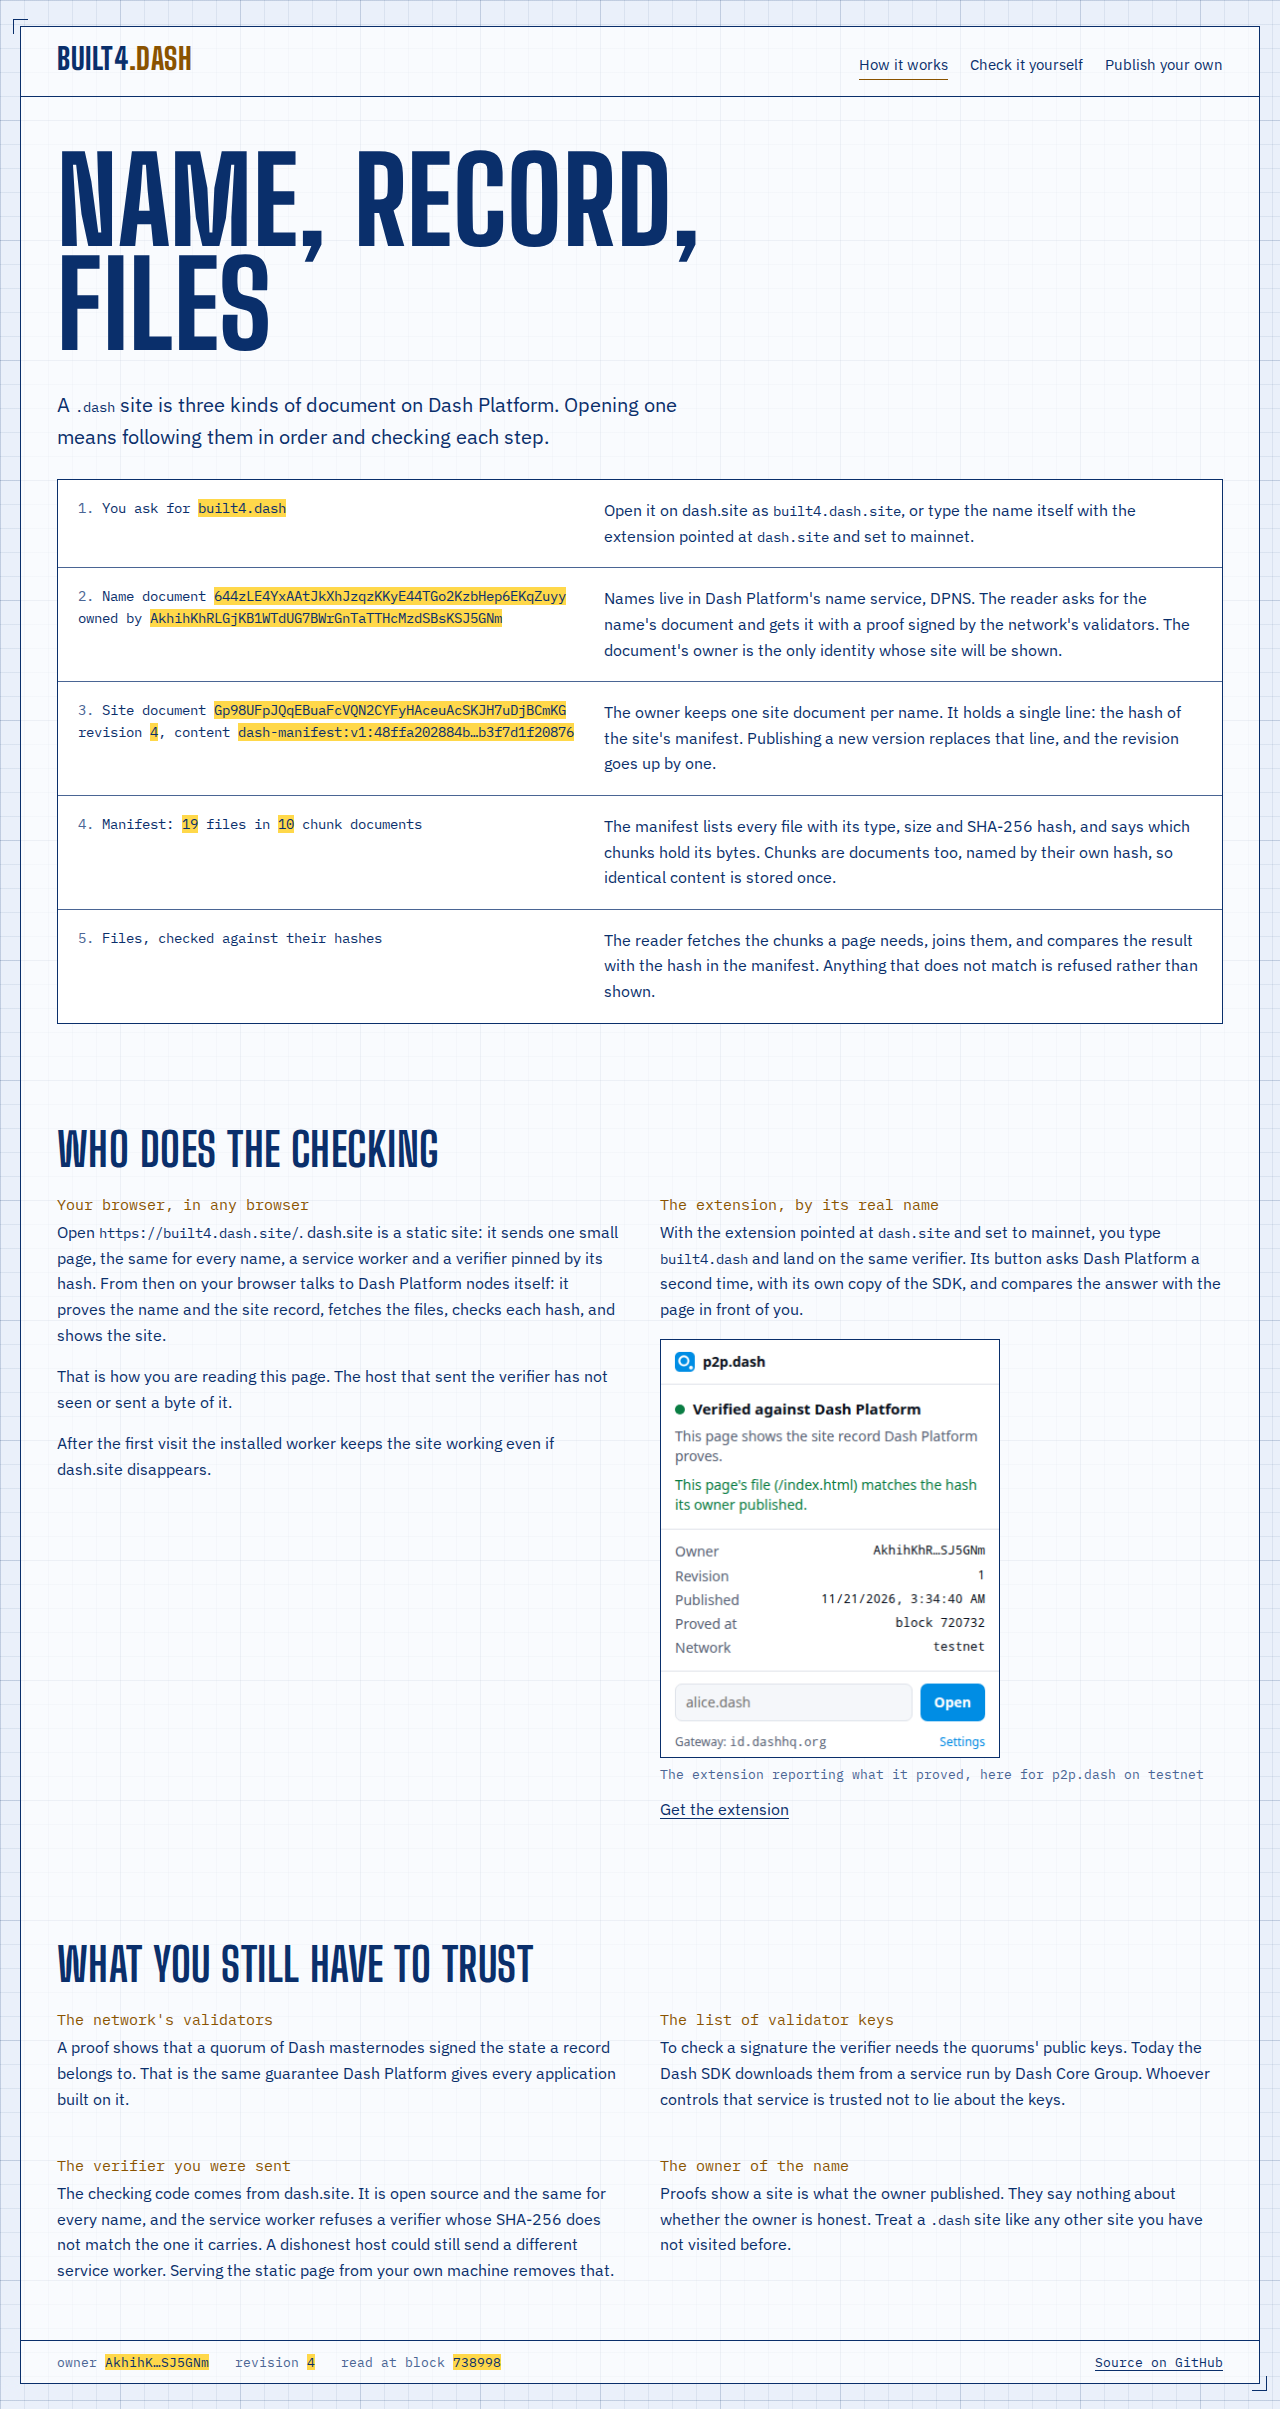 BUILT4.DASH
How it works Check it yourself Publish your own
NAME, RECORD,
FILES
A .dash site is three kinds of document on Dash Platform. Opening one
means following them in order and checking each step.
1. You ask for built4.dash
Open it on dash.site as built4.dash.site, or type the name itself with the
extension pointed at dash.site and set to mainnet.
2. Name document 644zLE4YxAAtJkXhJzqzKKyE44TGo2KzbHep6EKqZuyy
owned by AkhihKhRLGjKB1WTdUG7BWrGnTaTTHcMzdSBsKSJ5GNm
Names live in Dash Platform's name service, DPNS. The reader asks for the
name's document and gets it with a proof signed by the network's validators. The
document's owner is the only identity whose site will be shown.
3. Site document Gp98UFpJQqEBuaFcVQN2CYFyHAceuAcSKJH7uDjBCmKG
revision 4, content dash-manifest:v1:48ffa202884b…b3f7d1f20876
The owner keeps one site document per name. It holds a single line: the hash of
the site's manifest. Publishing a new version replaces that line, and the revision
goes up by one.
4. Manifest: 19 files in 10 chunk documents
The manifest lists every file with its type, size and SHA-256 hash, and says which
chunks hold its bytes. Chunks are documents too, named by their own hash, so
identical content is stored once.
5. Files, checked against their hashes
The reader fetches the chunks a page needs, joins them, and compares the result
with the hash in the manifest. Anything that does not match is refused rather than
shown.
WHO DOES THE CHECKING
Your browser, in any browser
Open https://built4.dash.site/. dash.site is a static site: it sends one small
page, the same for every name, a service worker and a verifier pinned by its
hash. From then on your browser talks to Dash Platform nodes itself: it
proves the name and the site record, fetches the files, checks each hash, and
shows the site.
That is how you are reading this page. The host that sent the verifier has not
seen or sent a byte of it.
After the first visit the installed worker keeps the site working even if
dash.site disappears.
The extension, by its real name
With the extension pointed at dash.site and set to mainnet, you type
built4.dash and land on the same verifier. Its button asks Dash Platform a
second time, with its own copy of the SDK, and compares the answer with the
page in front of you.
p2p.dash
Verified against Dash Platform
This page shows the site record Dash Platform
proves.
This page's file (/index.html) matches the hash
its owner published.
Owner AkhihKhR…SJ5GNm
Revision 1
Published 11/21/2026, 3:34:40 AM
Proved at block 720732
Network testnet
alice.dash Open
Gateway: id.dashhq.org Settings
The extension reporting what it proved, here for p2p.dash on testnet
Get the extension
WHAT YOU STILL HAVE TO TRUST
The network's validators
A proof shows that a quorum of Dash masternodes signed the state a record
belongs to. That is the same guarantee Dash Platform gives every application
built on it.
The list of validator keys
To check a signature the verifier needs the quorums' public keys. Today the
Dash SDK downloads them from a service run by Dash Core Group. Whoever
controls that service is trusted not to lie about the keys.
The verifier you were sent
The checking code comes from dash.site. It is open source and the same for
every name, and the service worker refuses a verifier whose SHA-256 does
not match the one it carries. A dishonest host could still send a different
service worker. Serving the static page from your own machine removes that.
The owner of the name
Proofs show a site is what the owner published. They say nothing about
whether the owner is honest. Treat a .dash site like any other site you have
not visited before.
owner AkhihK…SJ5GNm revision 4 read at block 738998
Source on GitHub